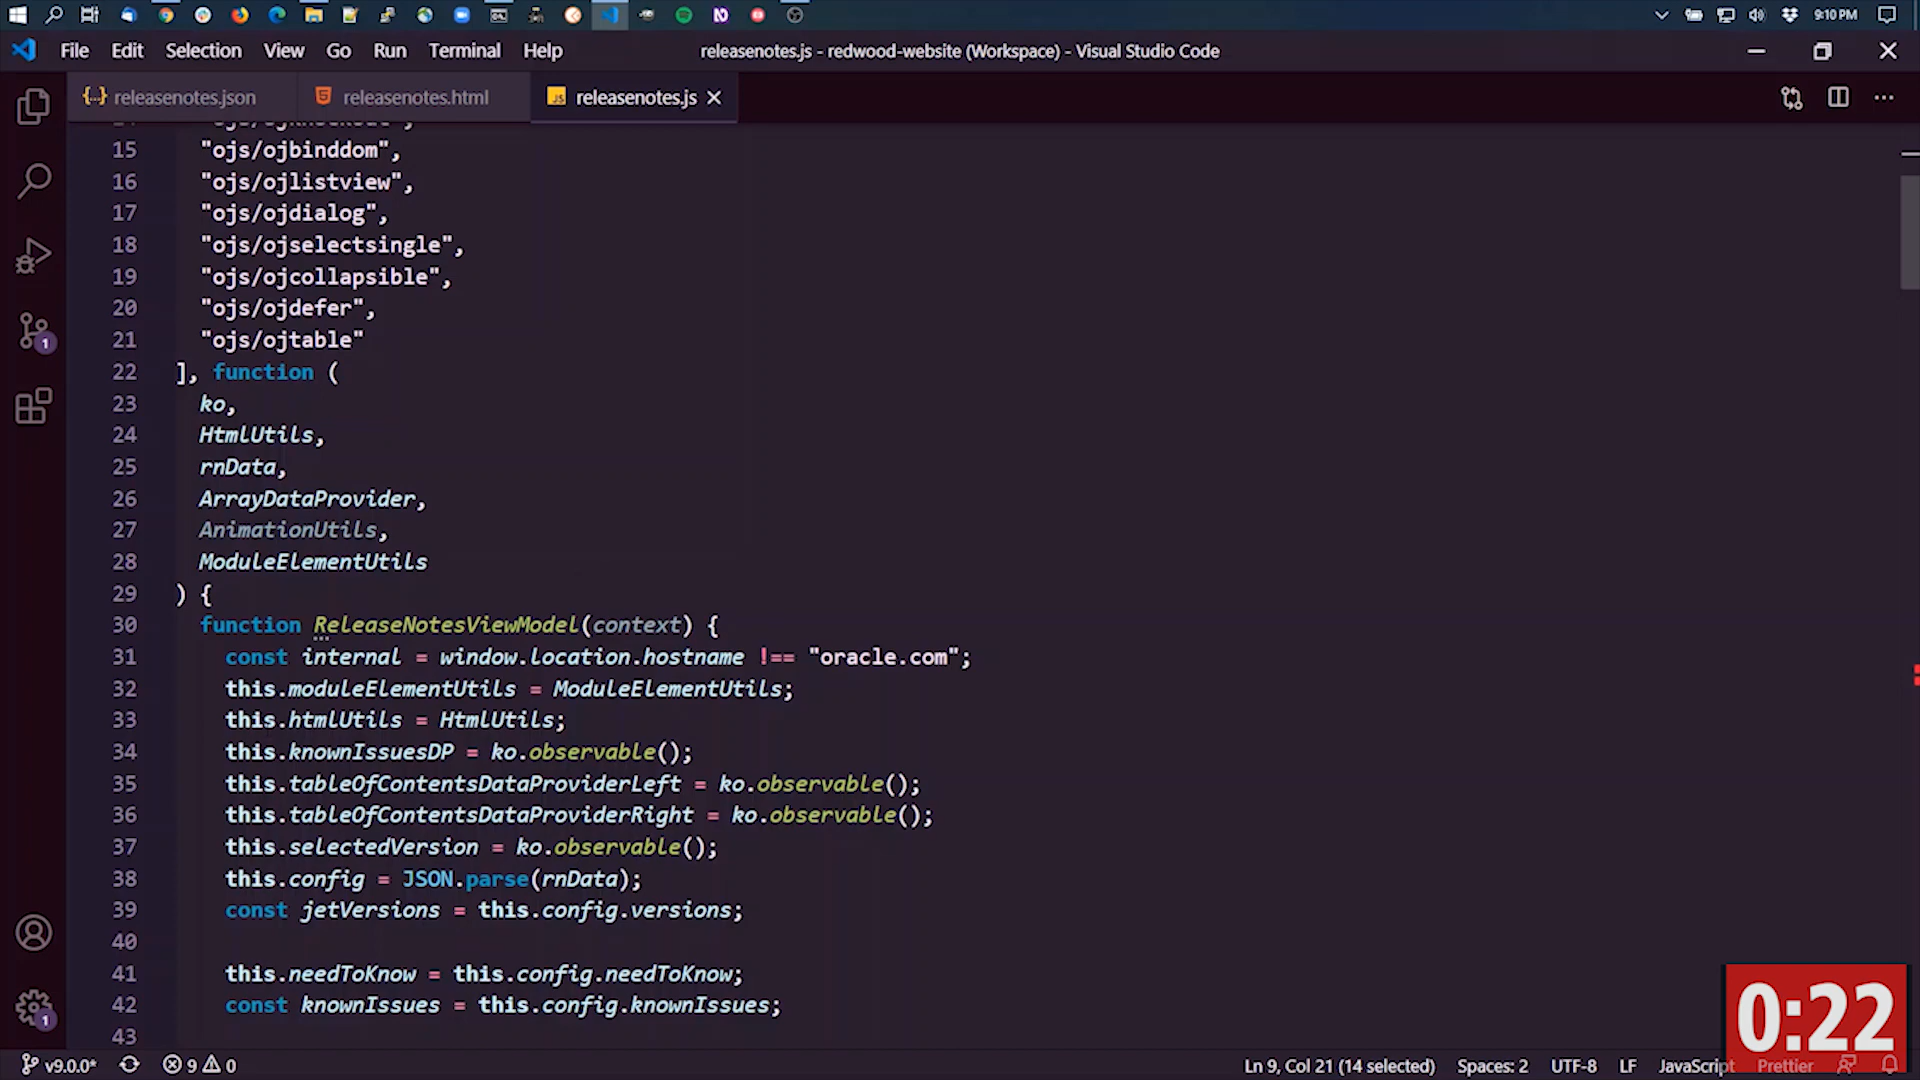 9:10 PM
File Edit Selection View Go Run Terminal Help releasenotes.js - redwood-website (Workspace) - Visual Studio Code
{..} releasenotes.json releasenotes.html JS releasenotes.js
15 "ojs/ojbinddom",
16 "ojs/ojlistview",
17 "ojs/ojdialog",
18 "ojs/ojselectsingle",
19 "ojs/ojcollapsible",
20 "ojs/ojdefer",
21 "ojs/ojtable"
22 ], function (
23 ko,
24 HtmlUtils,
25 rnData,
26 ArrayDataProvider,
27 AnimationUtils,
28 ModuleElementUtils
29 ) {
30 function ReleaseNotesViewModel(context) {
31 const internal = window.location.hostname !== "oracle.com";
32 this.moduleElementUtils = ModuleElementUtils;
33 this.htmlUtils = HtmlUtils;
34 this.knownIssuesDP = ko.observable();
35 this.tableOfContentsDataProviderLeft = ko.observable();
36 this.tableOfContentsDataProviderRight = ko.observable();
37 this.selectedVersion = ko.observable();
38 this.config = JSON.parse(rnData);
39 const jetVersions = this.config.versions;
40
41 this.needToKnow = this.config.needToKnow;
42 const knownIssues = this.config.knownIssues;
43
1
1
0:22
v9.0.0* 9 0 Ln 9, Col 21 (14 selected) Spaces: 2 UTF-8 LF JavaScript Prettier